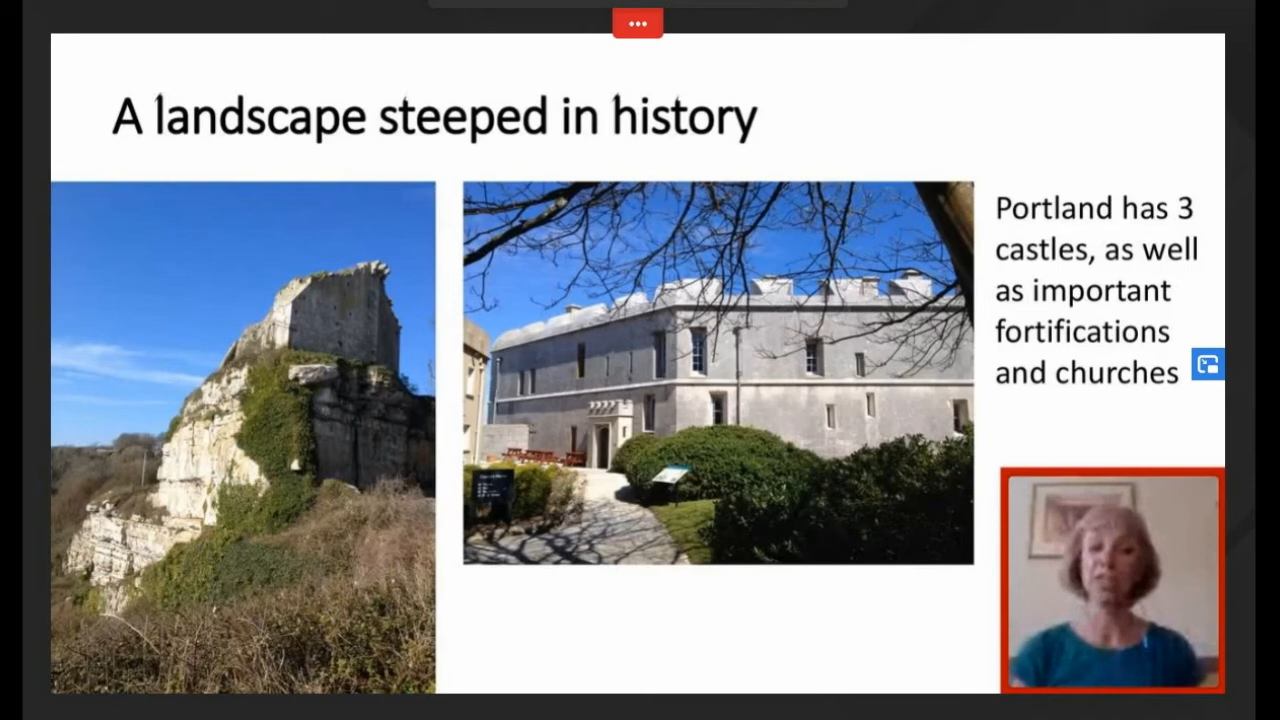 A landscape steeped in history
Portland has 3
castles, as well
as important
fortifications
and churches